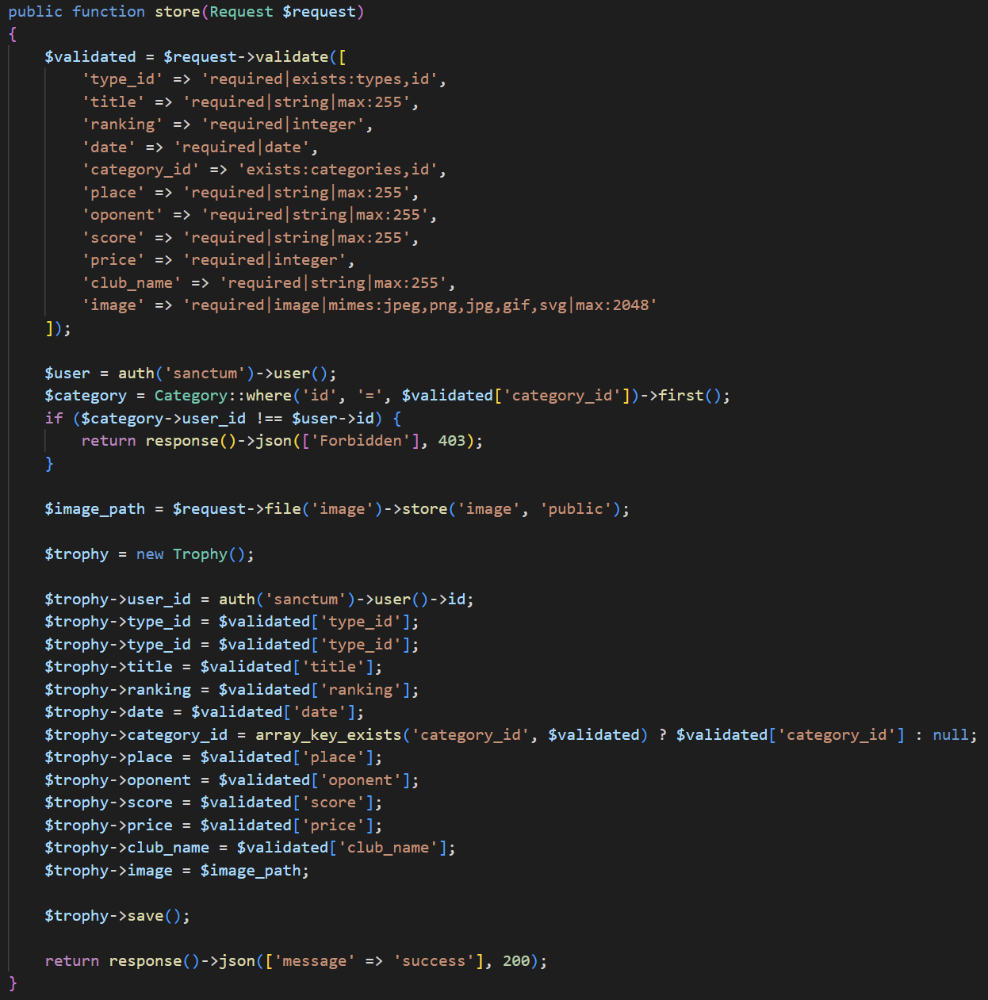 public function store(Request $request)
{
    $validated = $request->validate([
        'type_id' => 'required|exists:types,id',
        'title' => 'required|string|max:255',
        'ranking' => 'required|integer',
        'date' => 'required|date',
        'category_id' => 'exists:categories,id',
        'place' => 'required|string|max:255',
        'oponent' => 'required|string|max:255',
        'score' => 'required|string|max:255',
        'price' => 'required|integer',
        'club_name' => 'required|string|max:255',
        'image' => 'required|image|mimes:jpeg,png,jpg,gif,svg|max:2048'
    ]);

    $user = auth('sanctum')->user();
    $category = Category::where('id', '=', $validated['category_id'])->first();
    if ($category->user_id !== $user->id) {
        return response()->json(['Forbidden'], 403);
    }

    $image_path = $request->file('image')->store('image', 'public');

    $trophy = new Trophy();

    $trophy->user_id = auth('sanctum')->user()->id;
    $trophy->type_id = $validated['type_id'];
    $trophy->type_id = $validated['type_id'];
    $trophy->title = $validated['title'];
    $trophy->ranking = $validated['ranking'];
    $trophy->date = $validated['date'];
    $trophy->category_id = array_key_exists('category_id', $validated) ? $validated['category_id'] : null;
    $trophy->place = $validated['place'];
    $trophy->oponent = $validated['oponent'];
    $trophy->score = $validated['score'];
    $trophy->price = $validated['price'];
    $trophy->club_name = $validated['club_name'];
    $trophy->image = $image_path;

    $trophy->save();

    return response()->json(['message' => 'success'], 200);
}